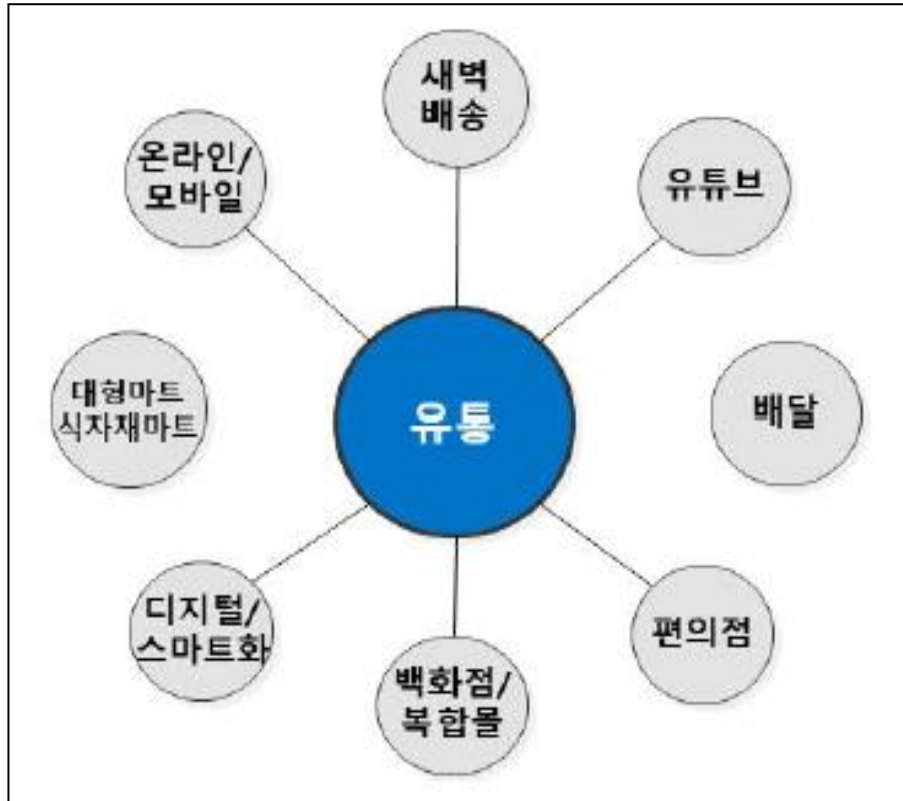 새벽
배송
온라인/
모바일
유튜브
대형마트
식자재마트
유통
배달
디지털/
스마트화
편의점
백화점/
복합몰